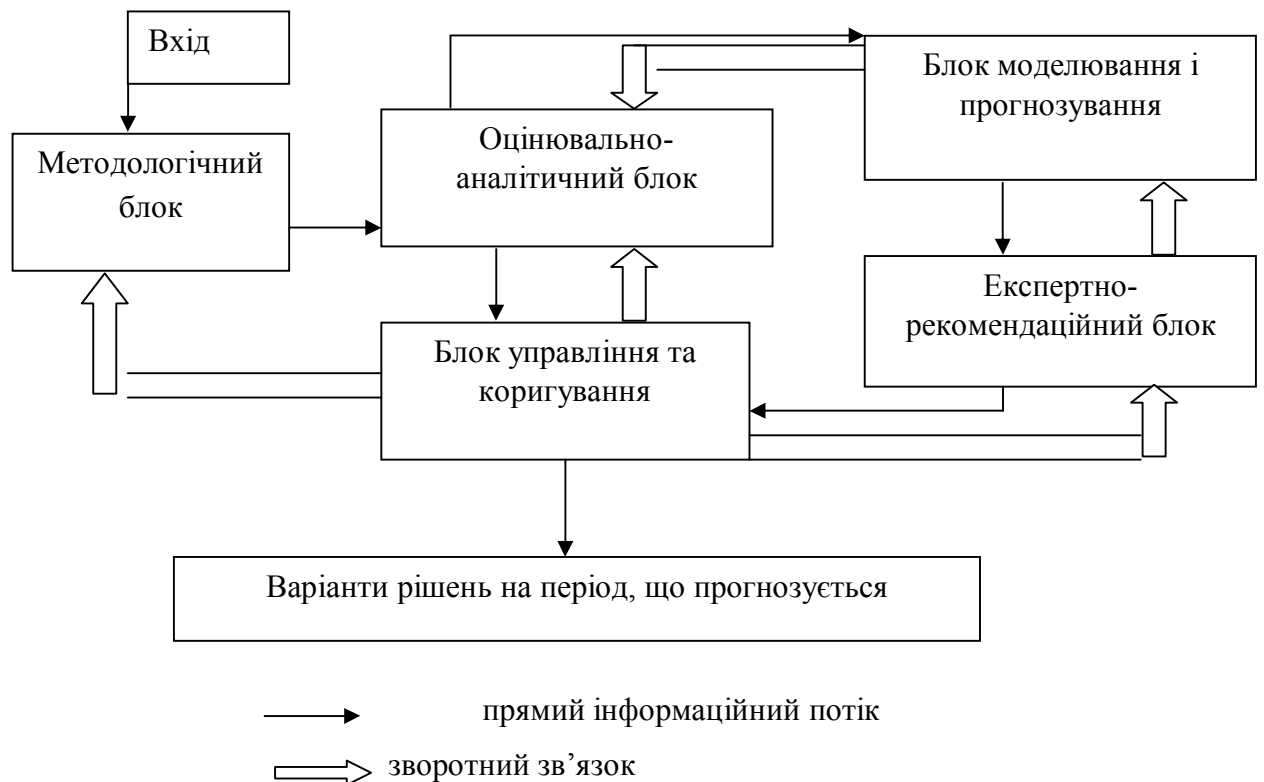 Вхід
Методологічний
блок
Оцінювально-
аналітичний блок
Блок моделювання і
прогнозування
Експертно-
рекомендаційний блок
Блок управління та
коригування
Варіанти рішень на період, що прогнозується
прямий інформаційний потік
зворотний зв’язок